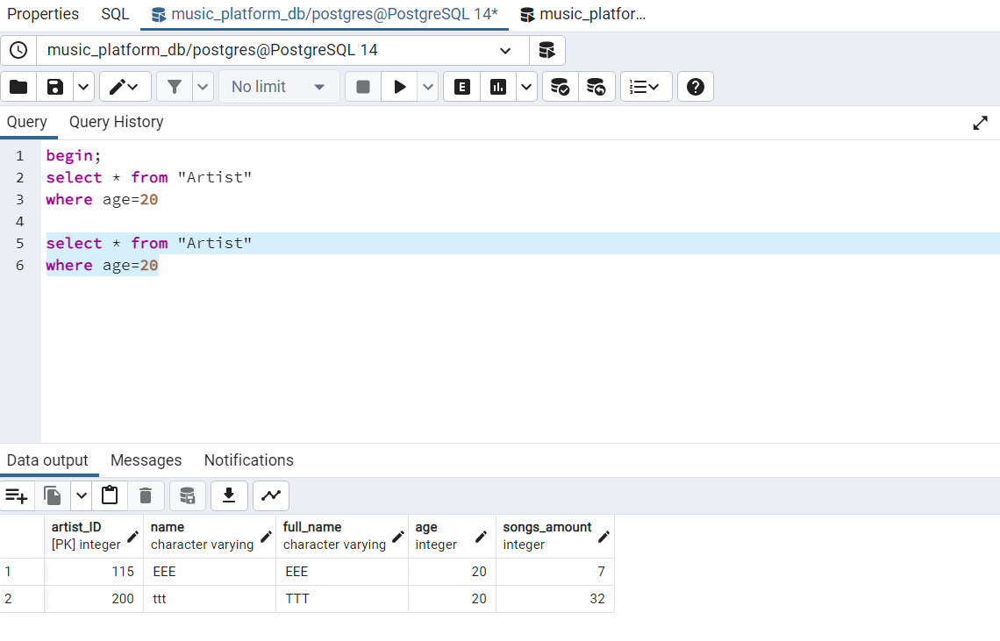 Properties SQL music_platform_db/postgres@PostgreSQL 14* music_platfor...
music_platform_db/postgres@PostgreSQL 14
No limit E
Query Query History
1 begin;
2 select * from "Artist"
3 where age=20
4
5 select * from "Artist"
6 where age=20
Data output Messages Notifications
artist_ID name full_name age songs_amount
[PK] integer character varying character varying integer integer
1 115 EEE EEE 20 7
2 200 ttt TTT 20 32